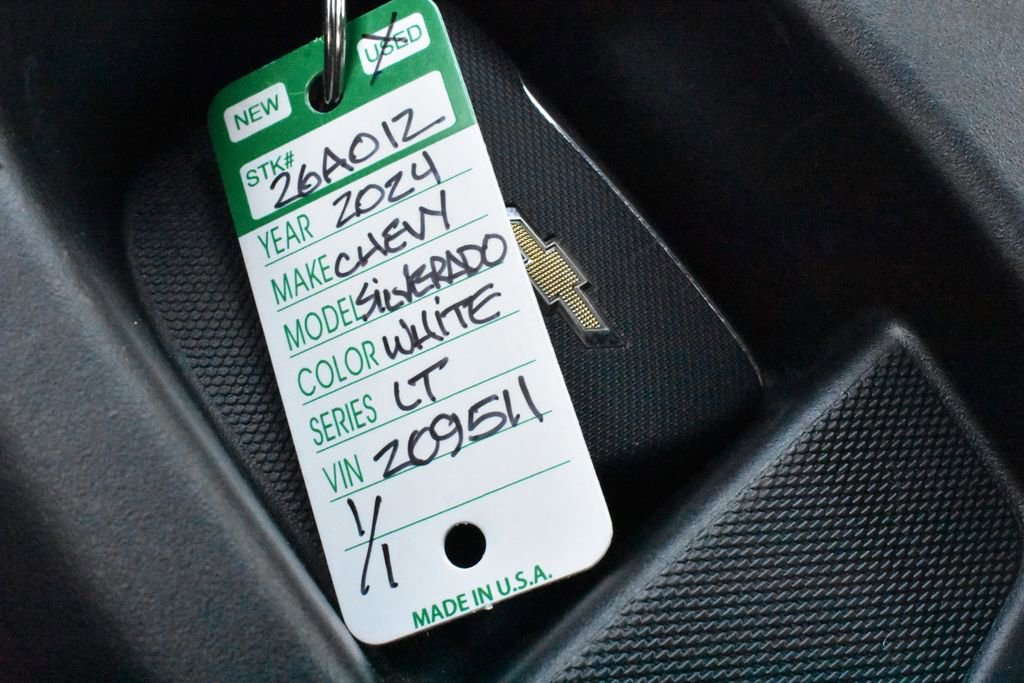 NEW USED
STK# 26A012
YEAR 2024
MAKE CHEVY
MODEL SILVERADO
COLOR WHITE
SERIES LT
VIN 209511
1/1
MADE IN U.S.A.